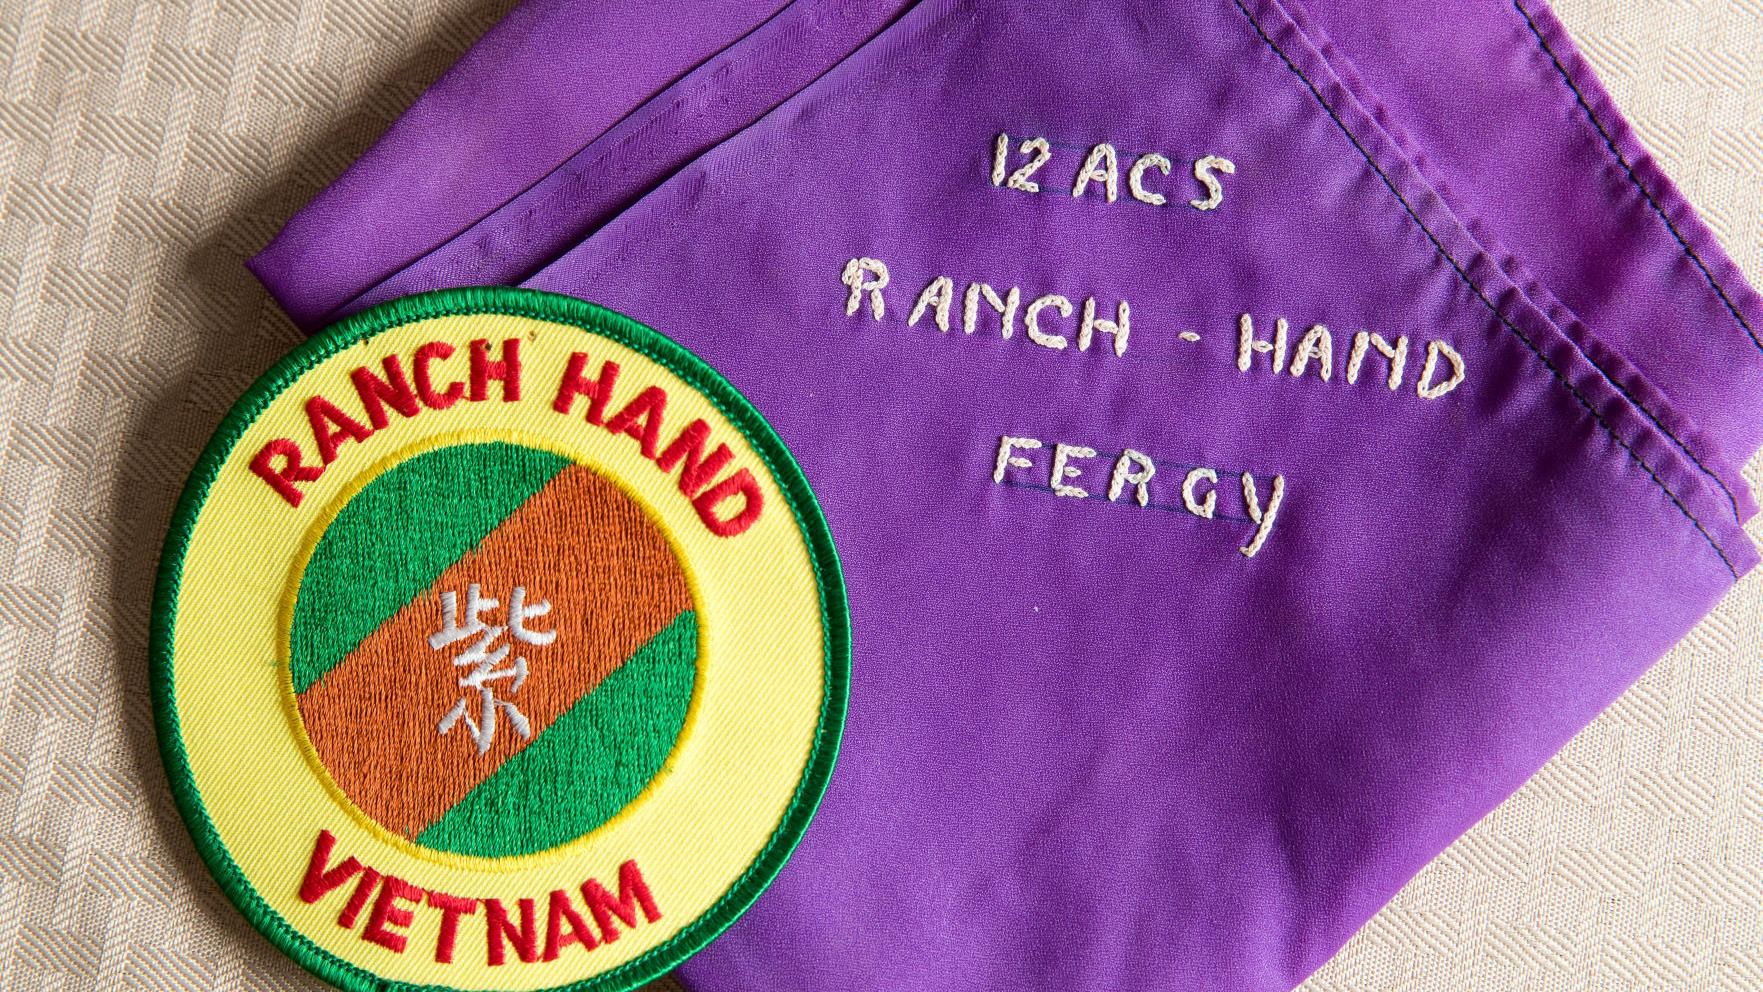 12 ACS
RANCH - HAND
FERGY
RANCH HAND
紫
VIETNAM